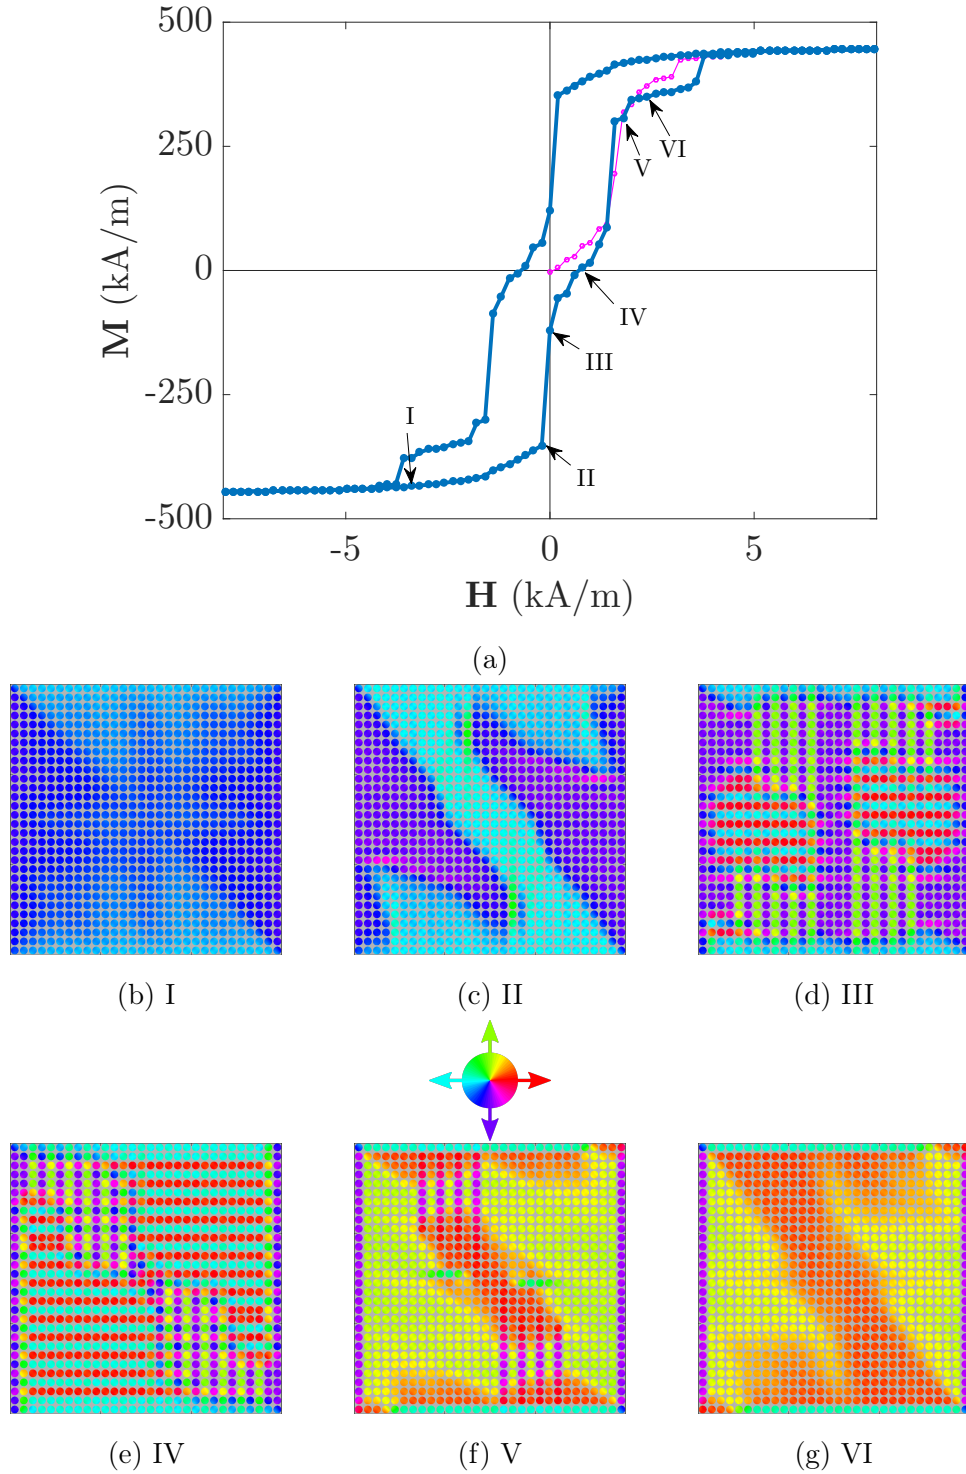 500
250
0
-250
-500
M (kA/m)
I
II
III
IV
V
VI
-5
0
5
H (kA/m)
(a)
(b) I
(c) II
(d) III
(e) IV
(f) V
(g) VI